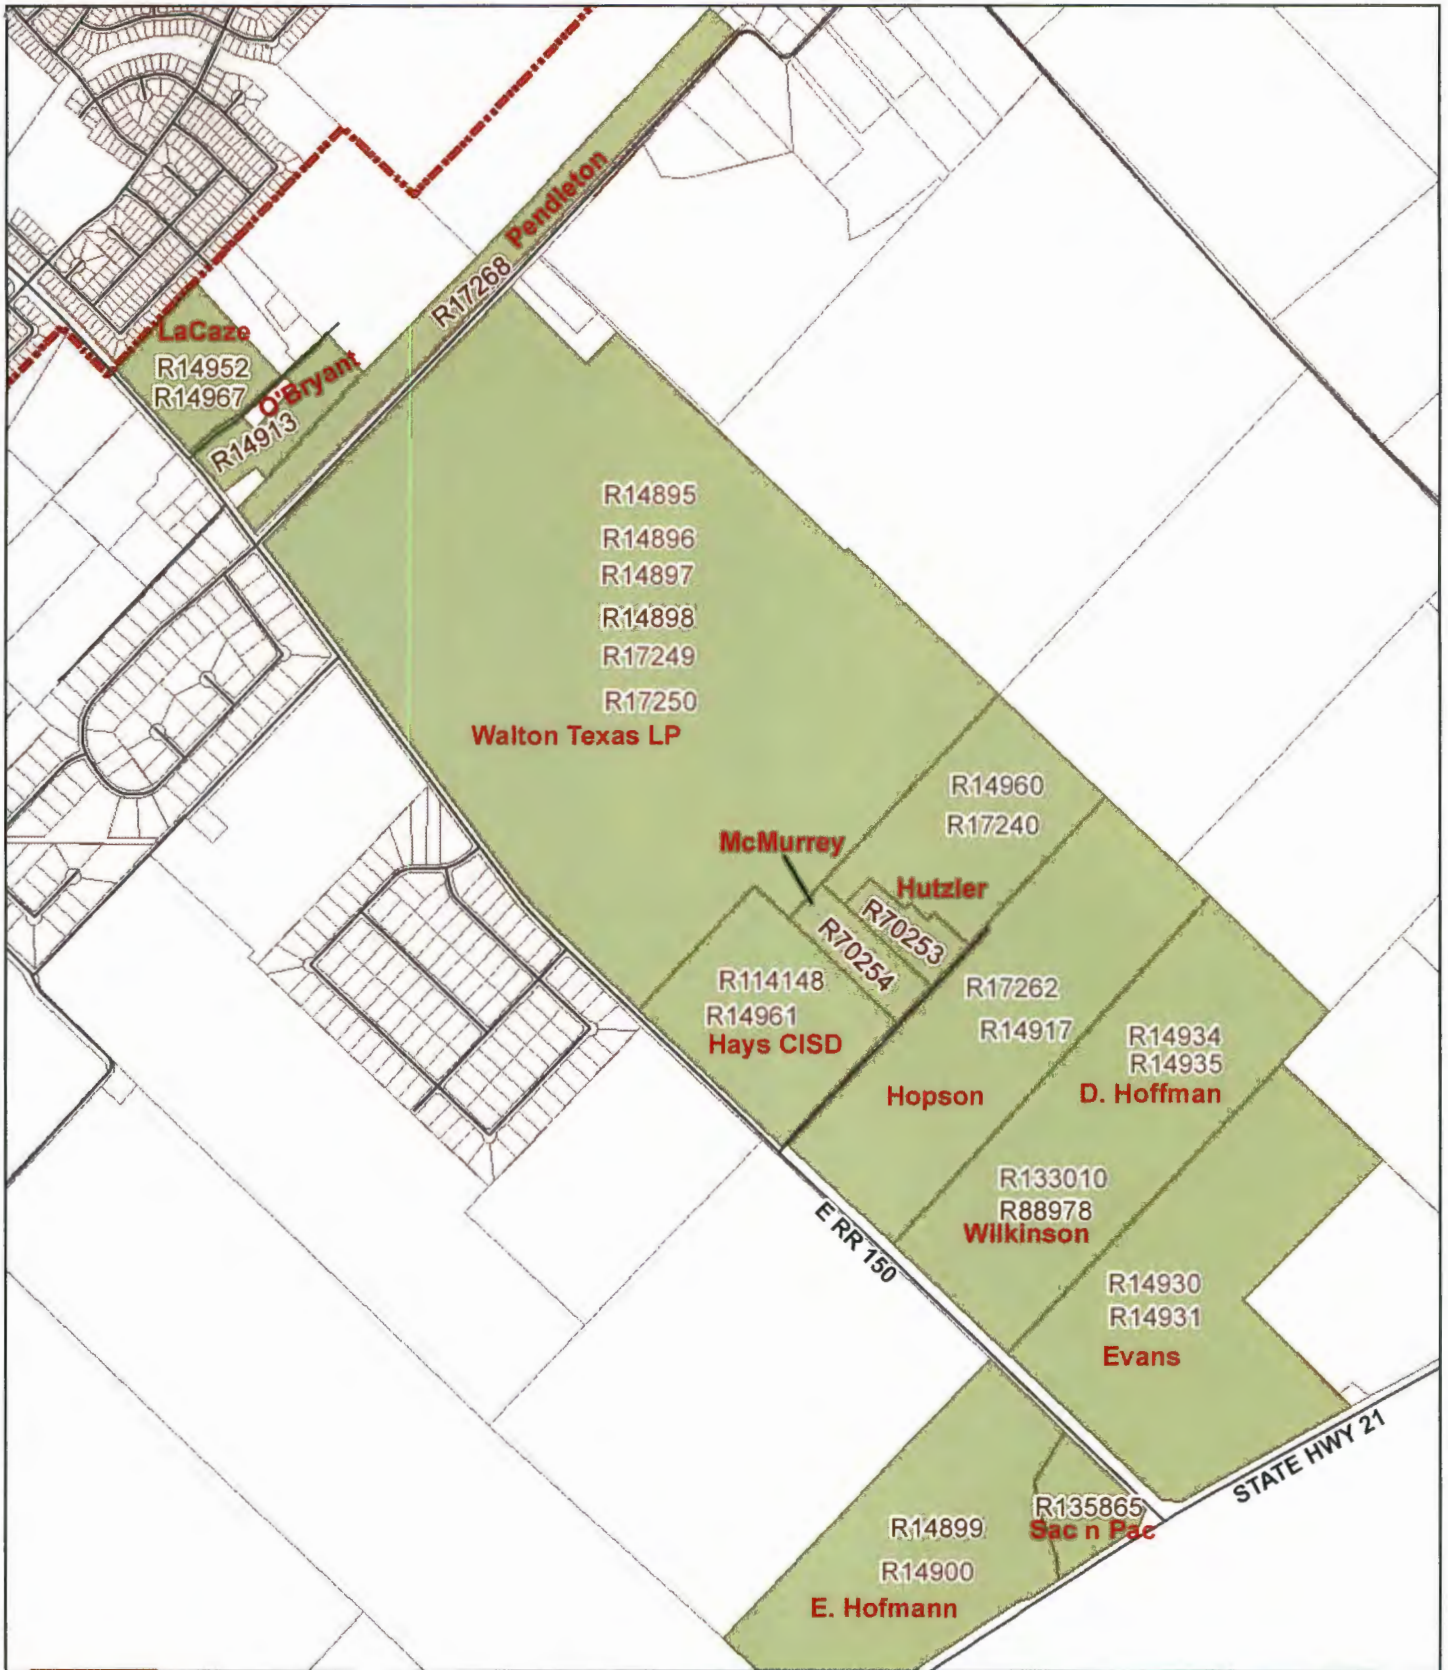 Pendleton
R17268
LaCaze
R14952
R14967
O'Bryant
R14913
R14895
R14896
R14897
R14898
R17249
R17250
Walton Texas LP
R14960
R17240
McMurrey
Hutzler
R70253
R70254
R114148
R14961
Hays CISD
R17262
R14917
Hopson
R14934
R14935
D. Hoffman
R133010
R88978
Wilkinson
E RR 150
R14930
R14931
Evans
STATE HWY 21
R135865
Sac n Pac
R14899
R14900
E. Hofmann